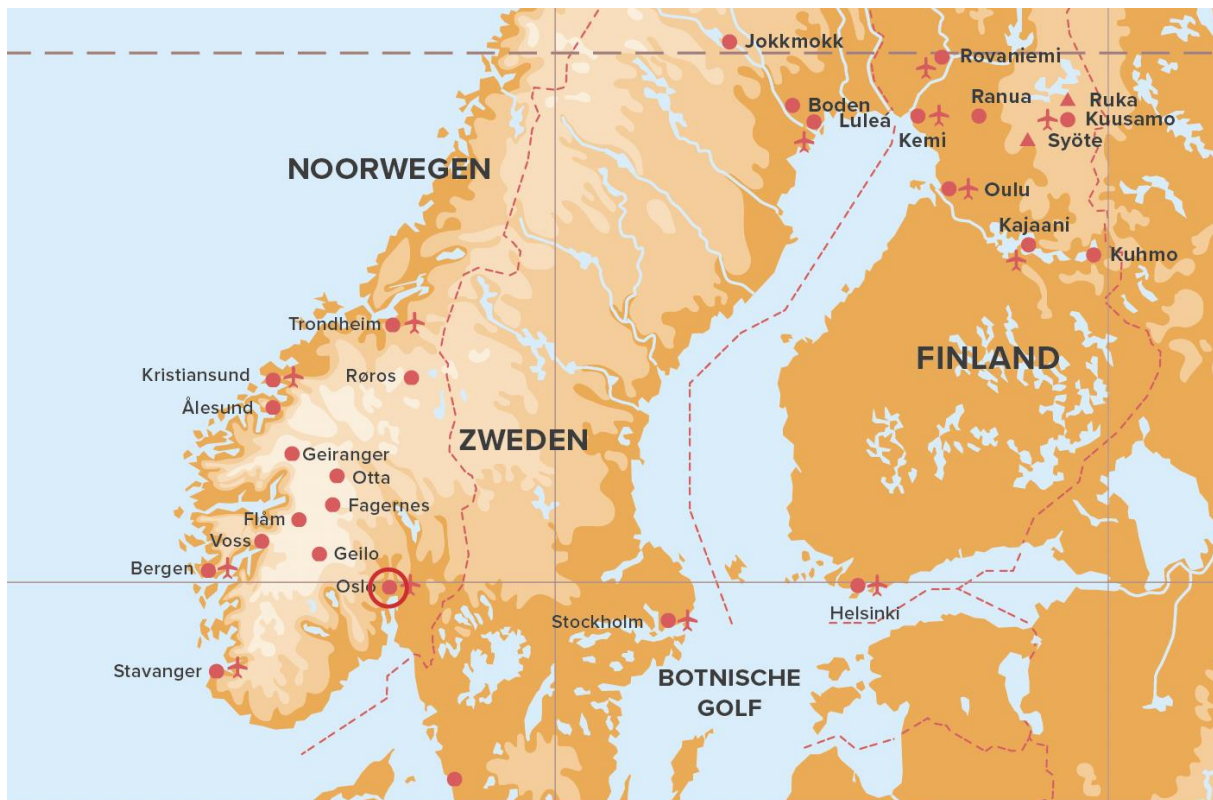 Jokkmokk
Rovaniemi
Boden
Luleå
Ranua
Ruka
Kuusamo
Kemi
Syöte
NOORWEGEN
Oulu
Kajaani
Kuhmo
Trondheim
FINLAND
Kristiansund
Røros
Ålesund
ZWEDEN
Geiranger
Otta
Fagernes
Flåm
Voss
Geilo
Bergen
Oslo
Helsinki
Stockholm
Stavanger
BOTNISCHE
GOLF